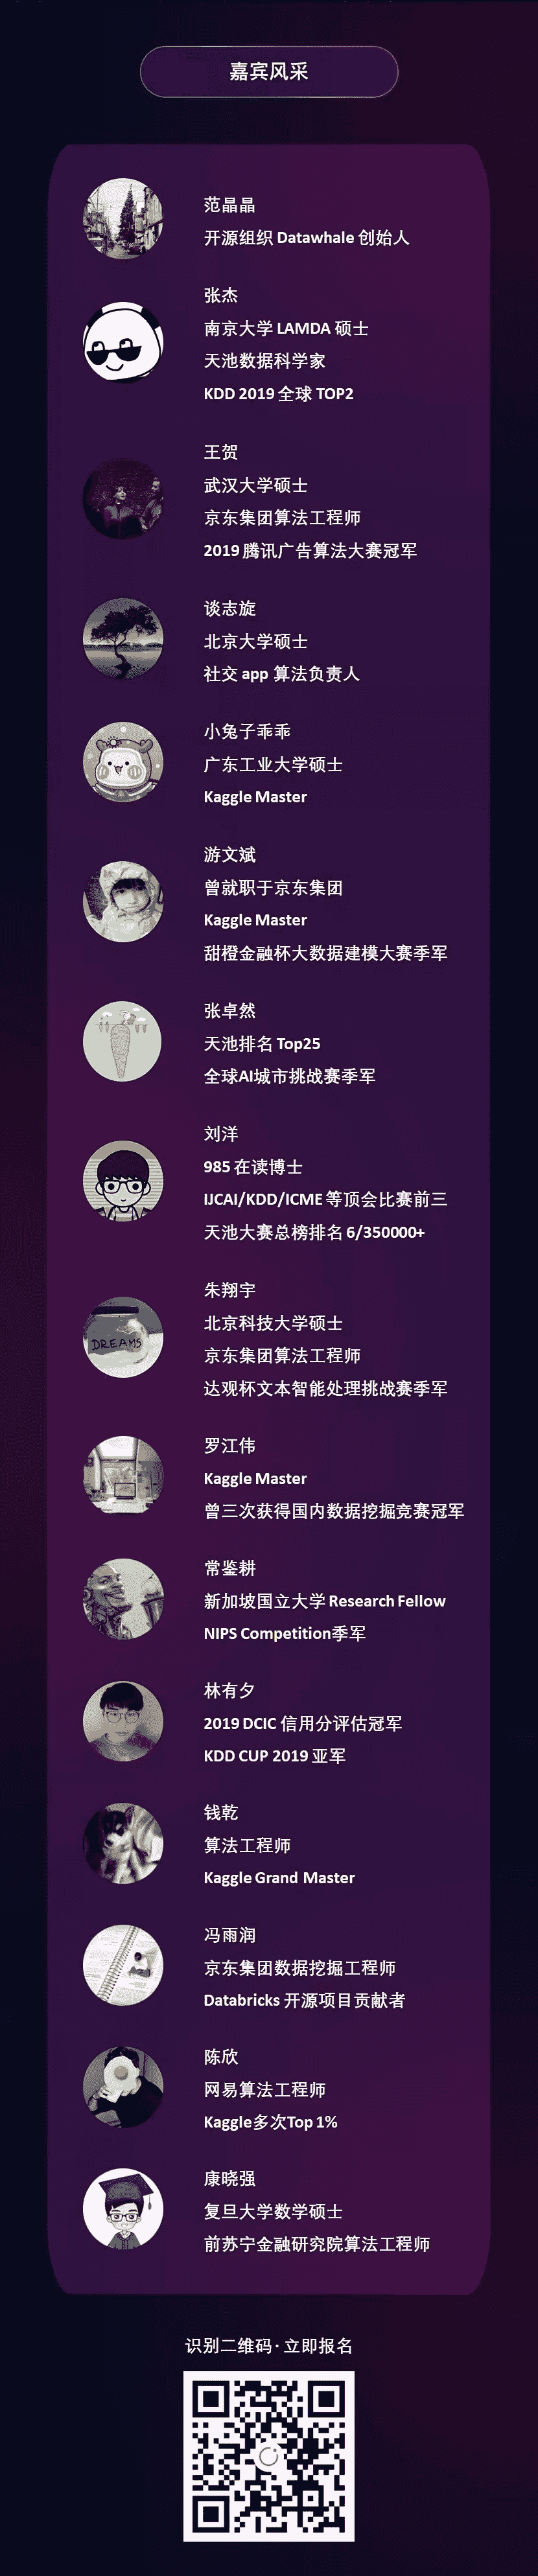 嘉宾风采
范晶晶
开源组织 Datawhale 创始人
张杰
南京大学 LAMDA 硕士
天池数据科学家
KDD 2019 全球 TOP2
王贺
武汉大学硕士
京东集团算法工程师
2019 腾讯广告算法大赛冠军
谈志旋
北京大学硕士
社交 app 算法负责人
小兔子乖乖
广东工业大学硕士
Kaggle Master
游文斌
曾就职于京东集团
Kaggle Master
甜橙金融杯大数据建模大赛季军
张卓然
天池排名 Top25
全球AI城市挑战赛季军
刘洋
985 在读博士
IJCAI/KDD/ICME 等顶会比赛前三
天池大赛总榜排名 6/350000+
朱翔宇
北京科技大学硕士
京东集团算法工程师
达观杯文本智能处理挑战赛季军
DREAMS
罗江伟
Kaggle Master
曾三次获得国内数据挖掘竞赛冠军
常鉴耕
新加坡国立大学 Research Fellow
NIPS Competition季军
林有夕
2019 DCIC 信用分评估冠军
KDD CUP 2019 亚军
钱乾
算法工程师
Kaggle Grand Master
冯雨润
京东集团数据挖掘工程师
Databricks 开源项目贡献者
陈欣
网易算法工程师
Kaggle多次Top 1%
康晓强
复旦大学数学硕士
前苏宁金融研究院算法工程师
识别二维码 · 立即报名